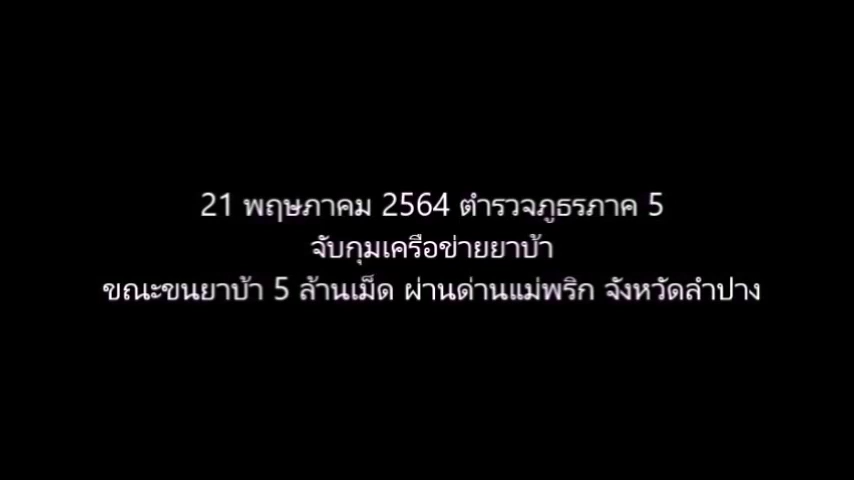 21 พฤษภาคม 2564 ตำรวจภูธรภาค 5
จับกุมเครือข่ายยาบ้า
ขณะขนยาบ้า 5 ล้านเม็ด ผ่านด่านแม่พริก จังหวัดลำปาง